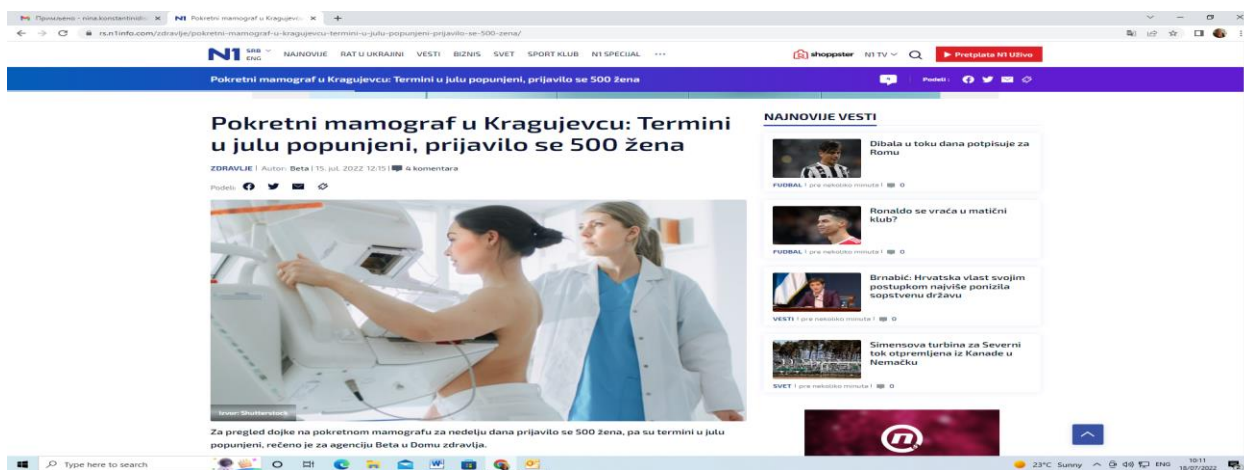 Pokretni mamograf u Kragujevcu
rs.n1info.com/zdravlje/pokretni-mamograf-u-kragujevcu-termini-u-julu-popunjeni-prijavilo-se-500-zena/
N1 SRB ENG NAJNOVIJE RAT U UKRAJINI VESTI BIZNIS SVET SPORT KLUB N1 SPECIJAL ... shoppster N1 TV Pretplata N1 Uživo
Pokretni mamograf u Kragujevcu: Termini u julu popunjeni, prijavilo se 500 žena
Podeli:
Pokretni mamograf u Kragujevcu: Termini
u julu popunjeni, prijavilo se 500 žena
ZDRAVLJE | Autor: Beta | 15. jul. 2022 12:15 | 4 komentara
Podeli:
Izvor: Shutterstock
Za pregled dojke na pokretnom mamografu za nedelju dana prijavilo se 500 žena, pa su termini u julu
popunjeni, rečeno je za agenciju Beta u Domu zdravlja.
NAJNOVIJE VESTI
Dibala u toku dana potpisuje za
Romu
FUDBAL | pre nekoliko minuta | 0
Ronaldo se vraća u matični
klub?
FUDBAL | pre nekoliko minuta | 0
Brnabić: Hrvatska vlast svojim
postupkom najviše ponizila
sopstvenu državu
VESTI | pre nekoliko minuta | 0
Simensova turbina za Severni
tok otpremljena iz Kanade u
Nemačku
SVET | pre nekoliko minuta | 0
Type here to search
23°C Sunny ENG 10:11
18/07/2022